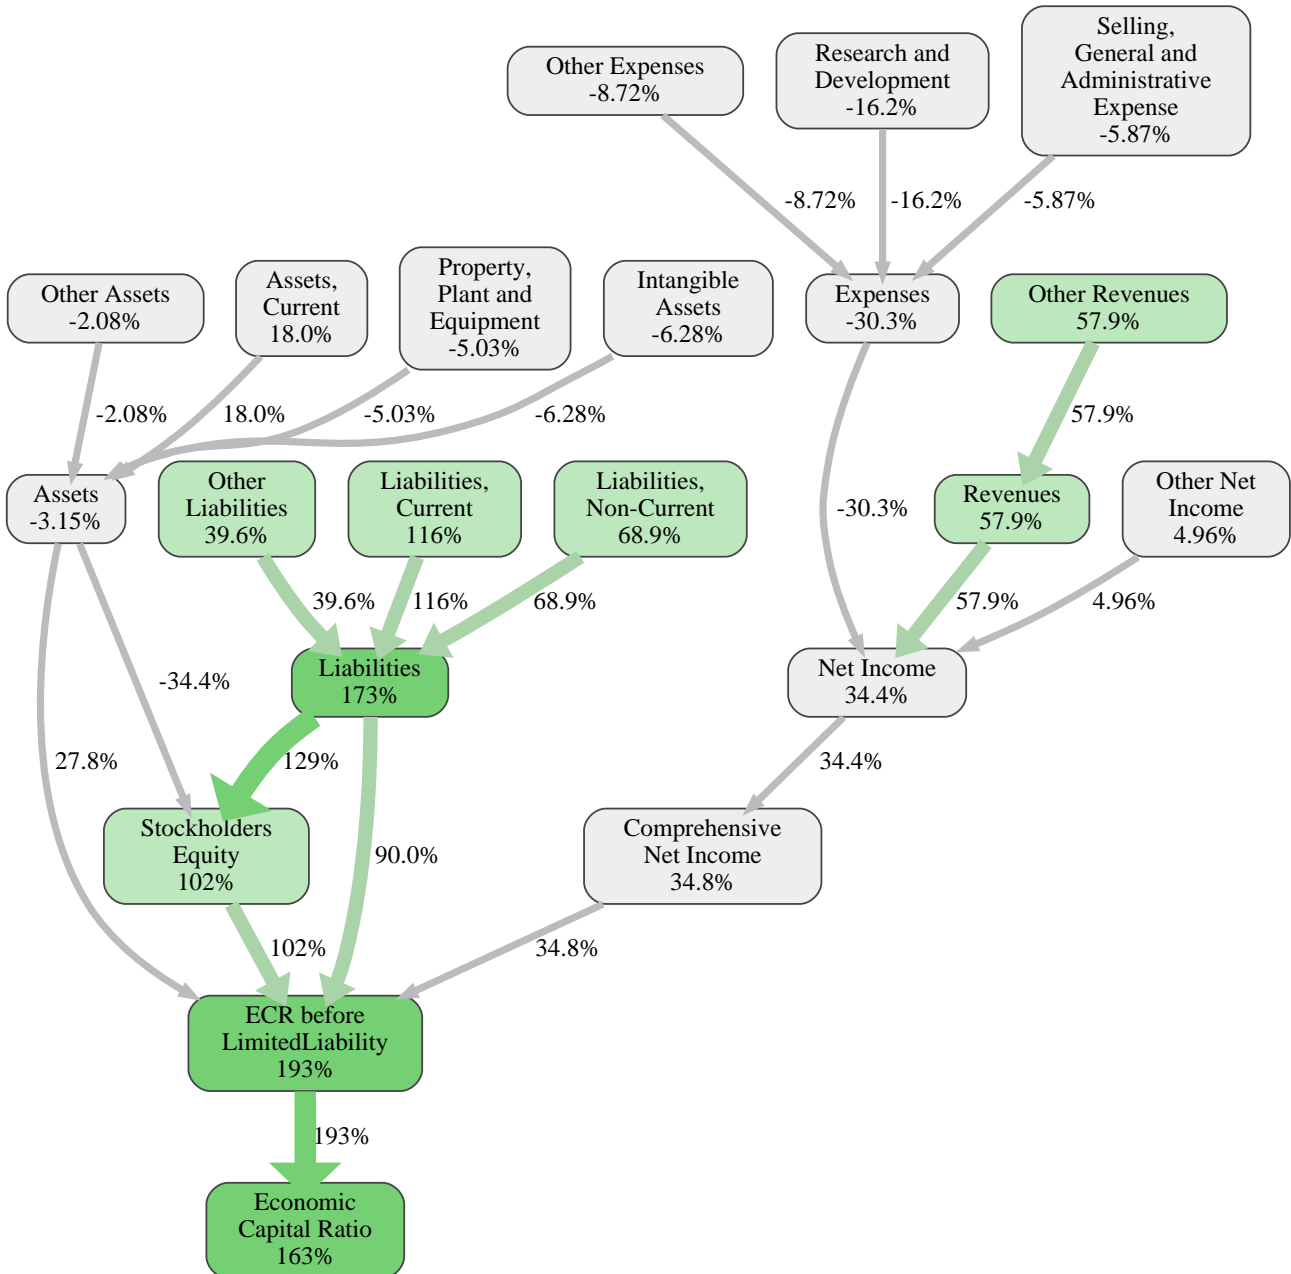 Selling,
General and
Administrative
Expense
-5.87%
Research and
Development
-16.2%
Other Expenses
-8.72%
-8.72%
-16.2%
-5.87%
Other Assets
-2.08%
Assets,
Current
18.0%
Property,
Plant and
Equipment
-5.03%
Intangible
Assets
-6.28%
Expenses
-30.3%
Other Revenues
57.9%
-2.08%
18.0%
-5.03%
-6.28%
57.9%
Assets
-3.15%
Other
Liabilities
39.6%
Liabilities,
Current
116%
Liabilities,
Non-Current
68.9%
-30.3%
Revenues
57.9%
Other Net
Income
4.96%
39.6%
116%
68.9%
57.9%
4.96%
-34.4%
Liabilities
173%
Net Income
34.4%
27.8%
129%
34.4%
Stockholders
Equity
102%
90.0%
Comprehensive
Net Income
34.8%
102%
34.8%
ECR before
LimitedLiability
193%
193%
Economic
Capital Ratio
163%